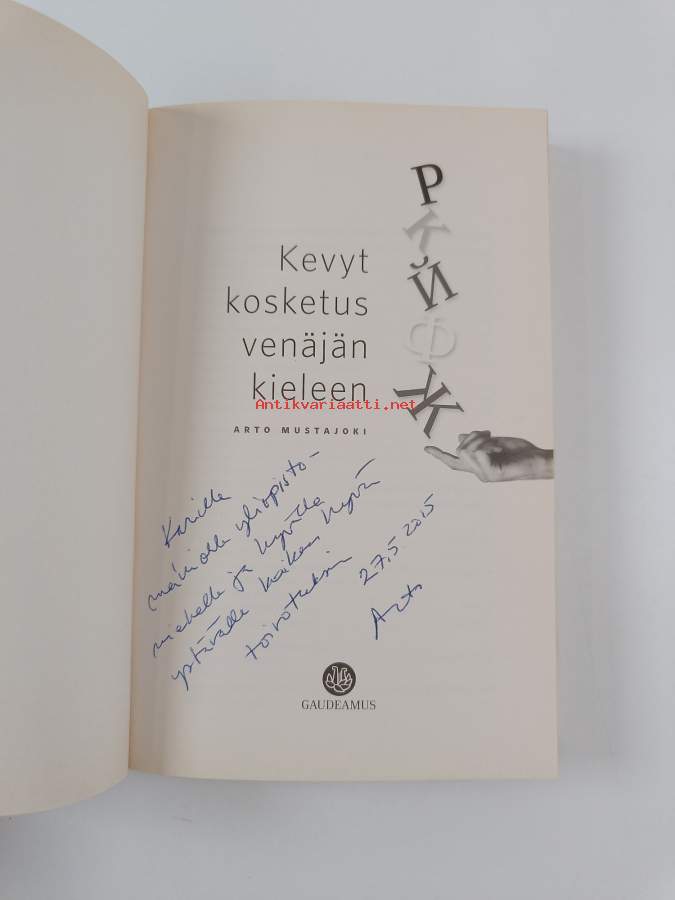 Р
К
Й
Ф
Ж
Kevyt
kosketus
venäjän
kieleen
Antikvariaatti.net
ARTO MUSTAJOKI
Karille
mainiolle yliopisto-
miehelle ja hyvälle
ystävälle kaikkea hyvää
toivotuksin
27.5 2015
Arto
GAUDEAMUS